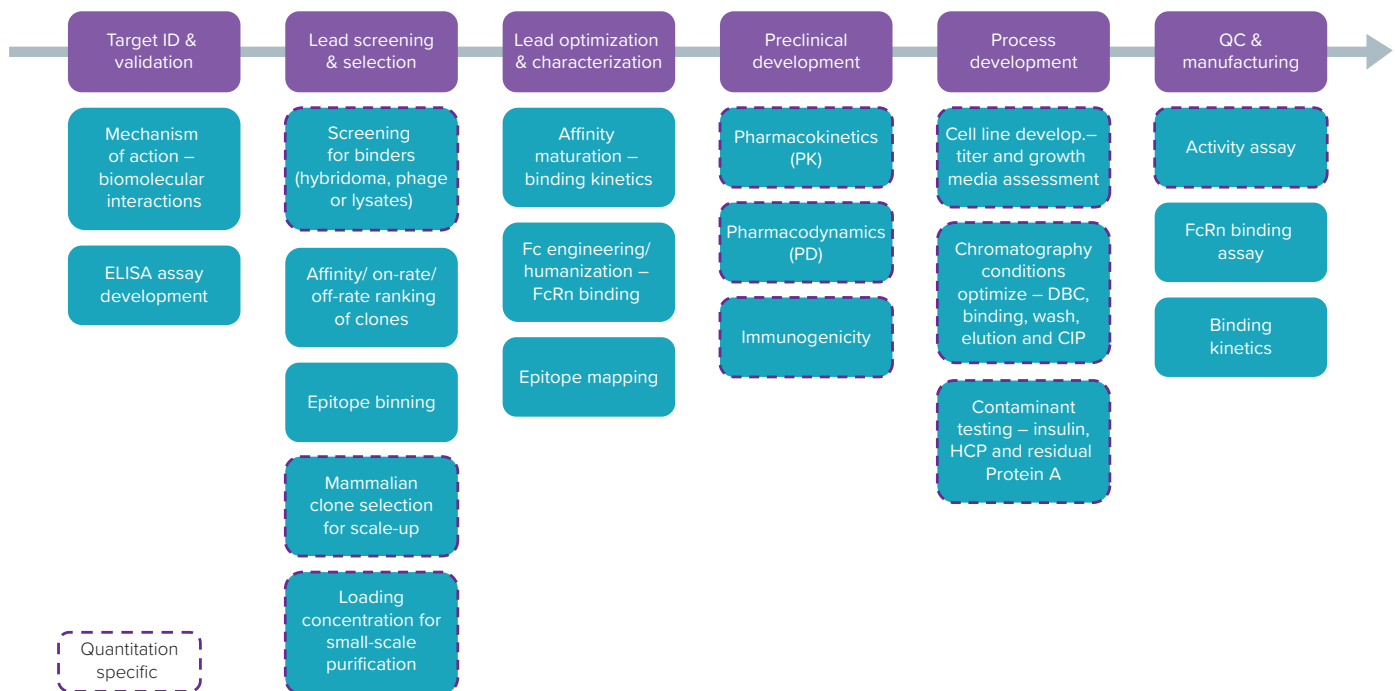 Target ID &
validation
Lead screening
& selection
Lead optimization
& characterization
Preclinical
development
Process
development
QC &
manufacturing
Mechanism
of action –
biomolecular
interactions
ELISA assay
development
Screening
for binders
(hybridoma, phage
or lysates)
Affinity/ on-rate/
off-rate ranking
of clones
Epitope binning
Mammalian
clone selection
for scale-up
Loading
concentration for
small-scale
purification
Affinity
maturation –
binding kinetics
Fc engineering/
humanization –
FcRn binding
Epitope mapping
Pharmacokinetics
(PK)
Pharmacodynamics
(PD)
Immunogenicity
Cell line develop.–
titer and growth
media assessment
Chromatography
conditions
optimize – DBC,
binding, wash,
elution and CIP
Contaminant
testing – insulin,
HCP and residual
Protein A
Activity assay
FcRn binding
assay
Binding
kinetics
Quantitation
specific